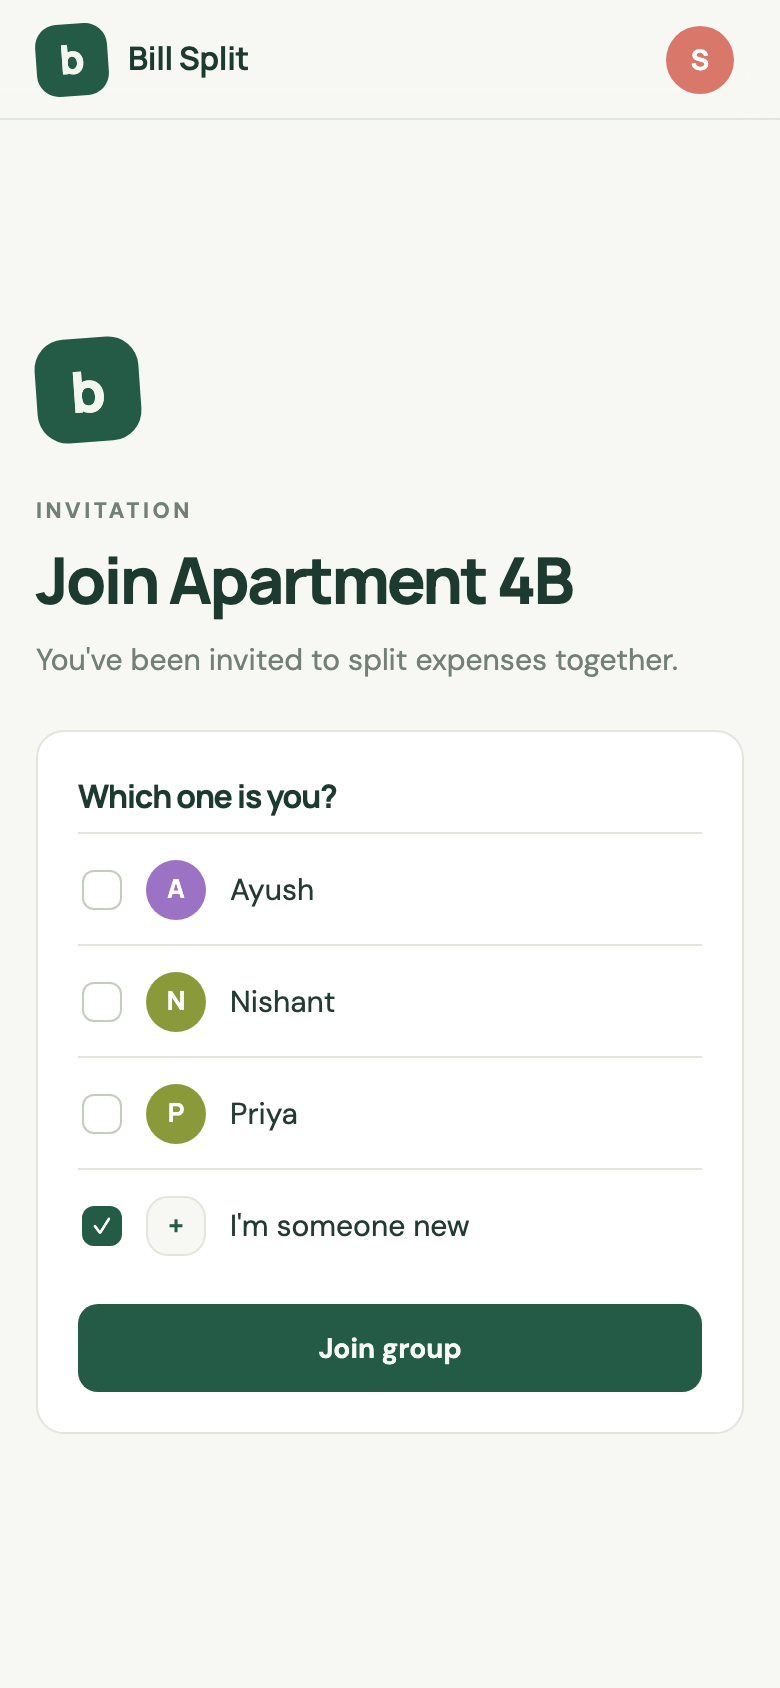 b Bill Split S
b
INVITATION
Join Apartment 4B
You've been invited to split expenses together.
Which one is you?
A Ayush
N Nishant
P Priya
+ I'm someone new
Join group